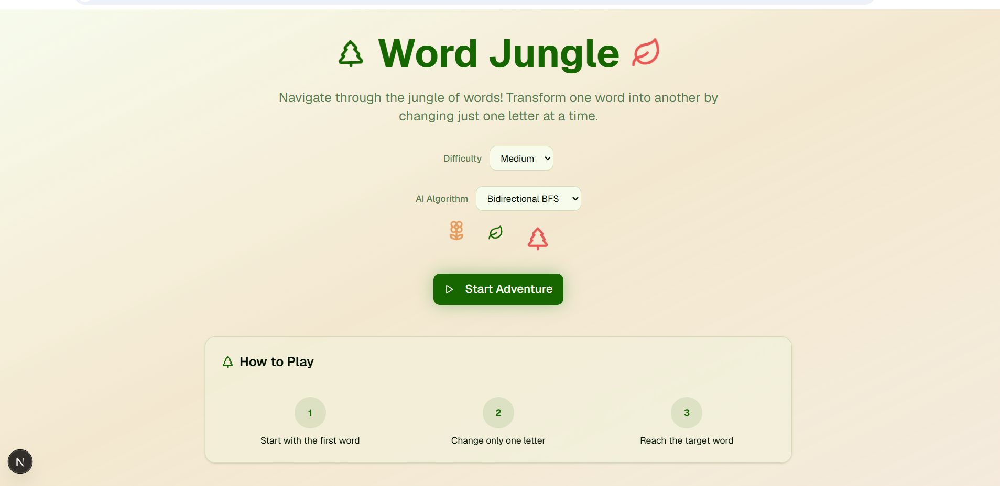 Word Jungle
Navigate through the jungle of words! Transform one word into another by
changing just one letter at a time.
Difficulty Medium
AI Algorithm Bidirectional BFS
Start Adventure
How to Play
1 2 3
Start with the first word Change only one letter Reach the target word
N